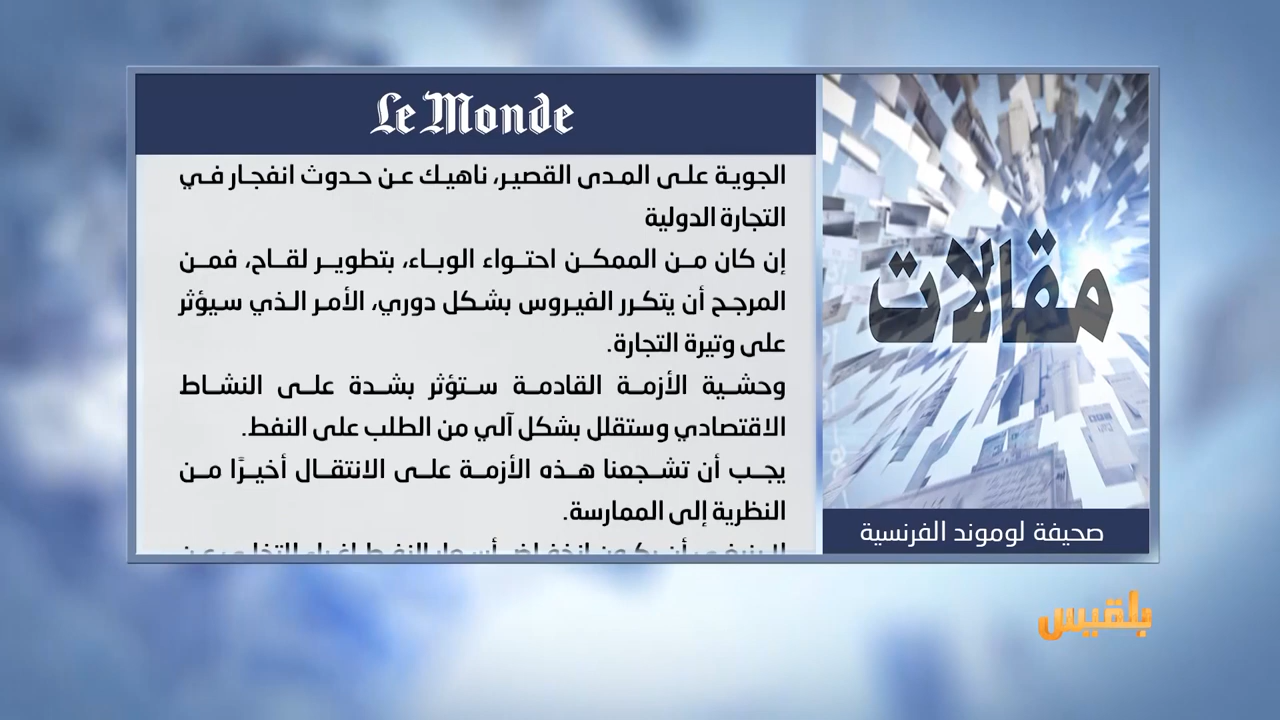 Le Monde
الجوية على المدى القصير، ناهيك عن حدوث انفجار في
التجارة الدولية
إن كان من الممكن احتواء الوباء، بتطوير لقاح، فمن
المرجح أن يتكرر الفيروس بشكل دوري، الأمر الذي سيؤثر
على وتيرة التجارة.
وحشية الأزمة القادمة ستؤثر بشدة على النشاط
الاقتصادي وستقلل بشكل آلي من الطلب على النفط.
يجب أن تشجعنا هذه الأزمة على الانتقال أخيرًا من
النظرية إلى الممارسة.
مقالات
صحيفة لوموند الفرنسية
بلقيس